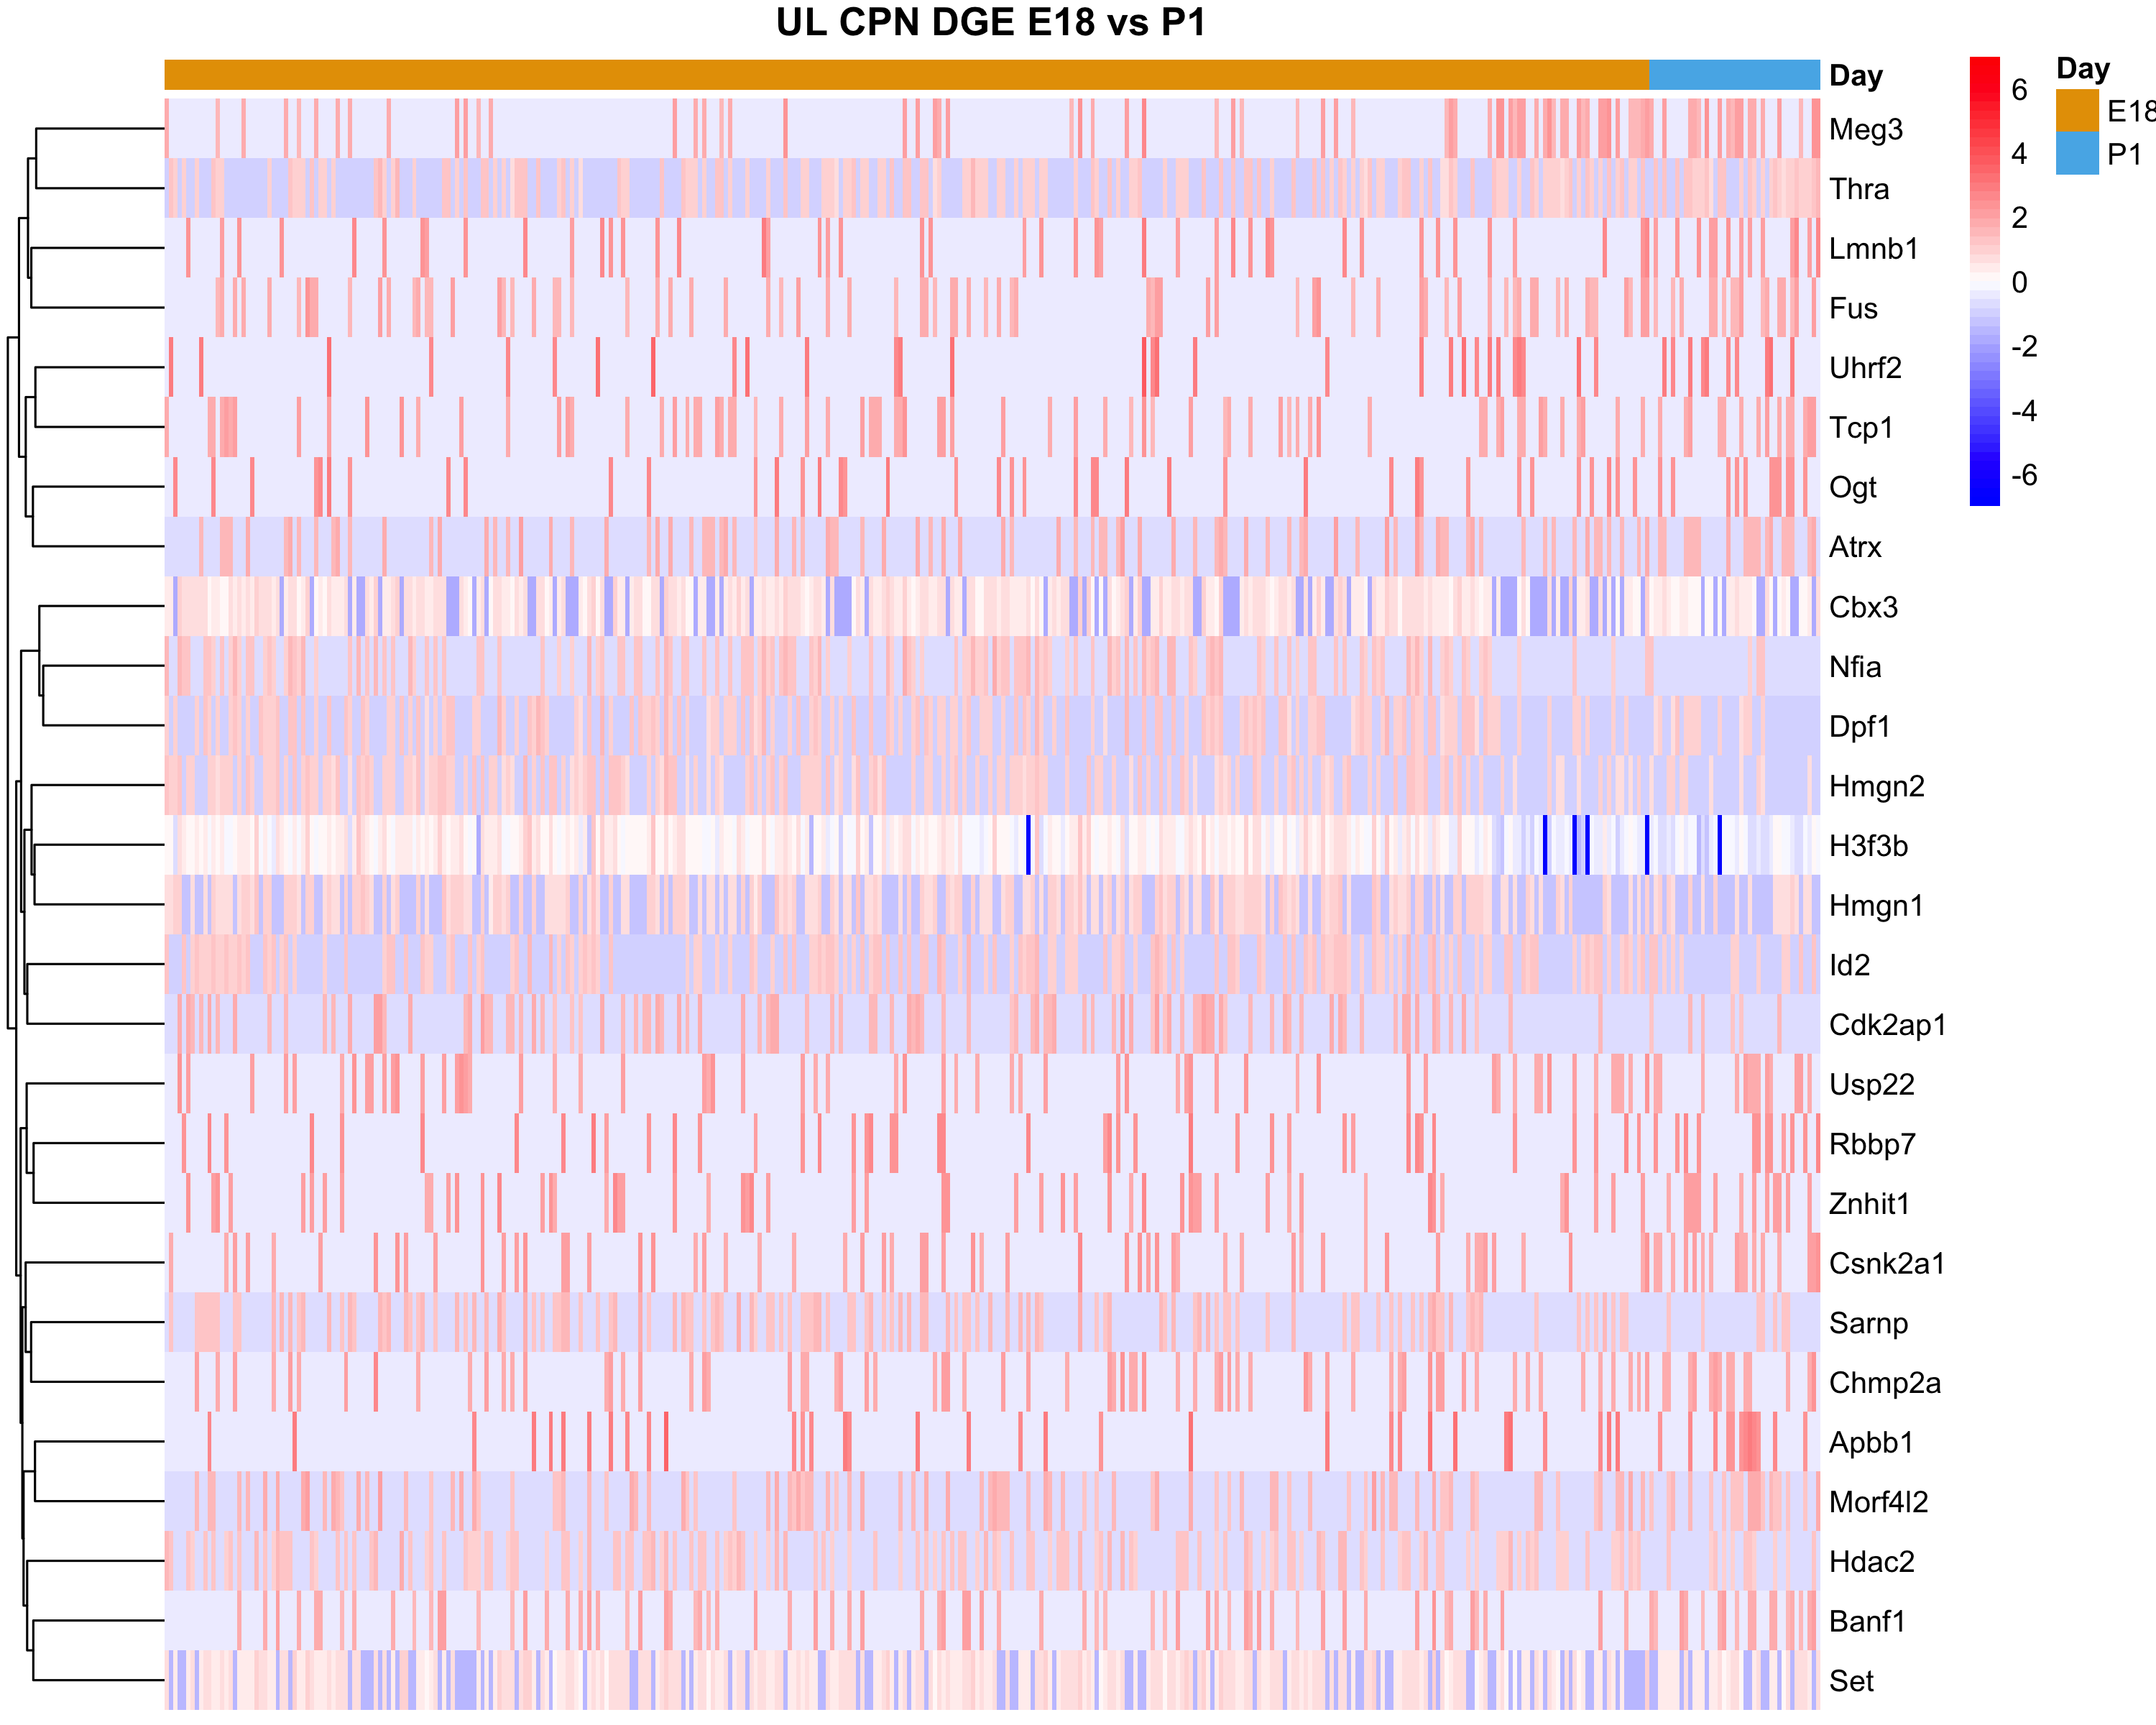 UL CPN DGE E18 vs P1
Day
Meg3
Thra
Lmnb1
Fus
Uhrf2
Tcp1
Ogt
Atrx
Cbx3
Nfia
Dpf1
Hmgn2
H3f3b
Hmgn1
Id2
Cdk2ap1
Usp22
Rbbp7
Znhit1
Csnk2a1
Sarnp
Chmp2a
Apbb1
Morf4l2
Hdac2
Banf1
Set
6
4
2
0
-2
-4
-6
Day
E18
P1